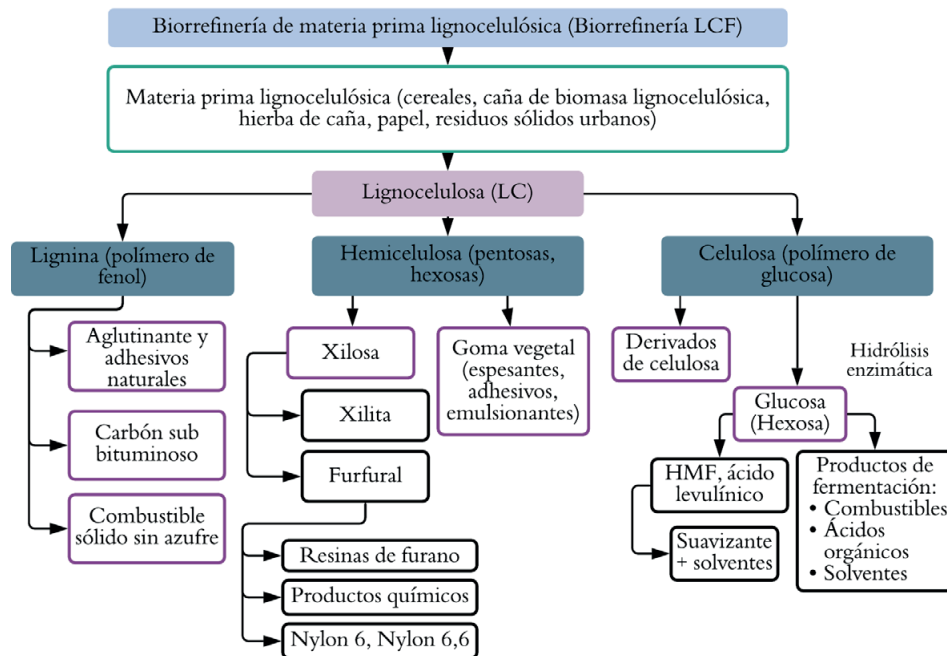 Biorrefinería de materia prima lignocelulósica (Biorrefinería LCF)
Materia prima lignocelulósica (cereales, caña de biomasa lignocelulósica,
hierba de caña, papel, residuos sólidos urbanos)
Lignocelulosa (LC)
Lignina (polímero de
fenol)
Aglutinante y
adhesivos
naturales
Carbón sub
bituminoso
Combustible
sólido sin azufre
Hemicelulosa (pentosas,
hexosas)
Xilosa
Xilita
Furfural
Resinas de furano
Productos químicos
Nylon 6, Nylon 6,6
Goma vegetal
(espesantes,
adhesivos,
emulsionantes)
Celulosa (polímero de
glucosa)
Derivados
de celulosa
Hidrólisis
enzimática
Glucosa
(Hexosa)
HMF, ácido
levulínico
Suavizante
+ solventes
Productos de
fermentación:
• Combustibles
• Ácidos
orgánicos
• Solventes